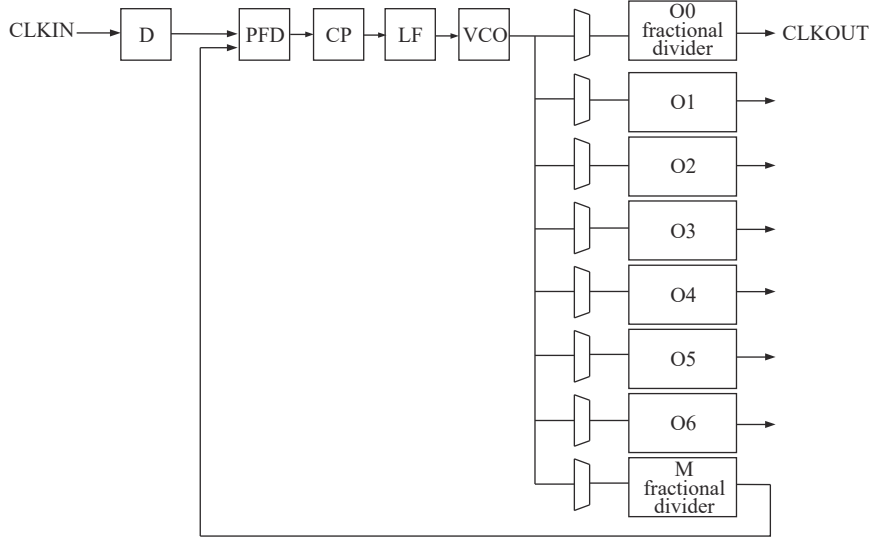 CLKIN
D
PFD
CP
LF
VCO
O0
fractional
divider
CLKOUT
O1
O2
O3
O4
O5
O6
M
fractional
divider